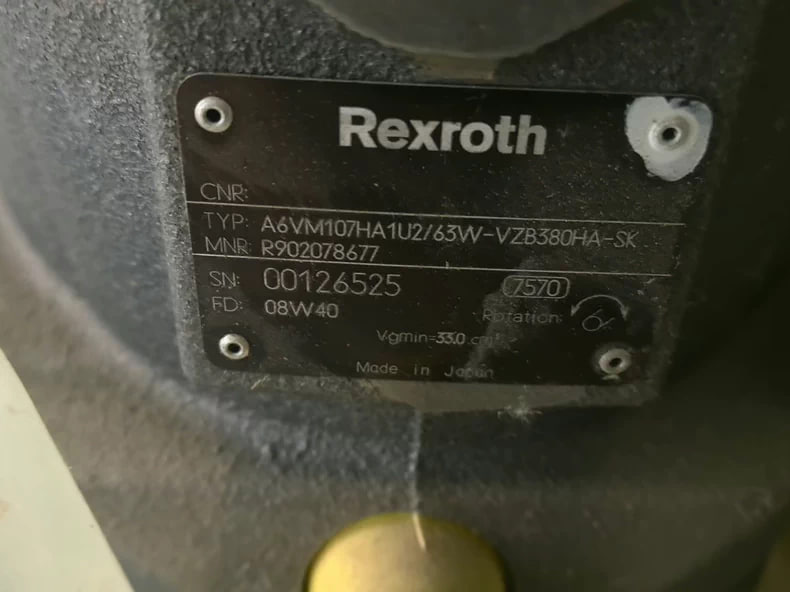 Rexroth
CNR:
TYP: A6VM107HA1U2/63W-VZB380HA-SK
MNR: R902078677
SN: 00126525 7570
FD: 08W40 Rotation:
Vgmin=33.0 cm³
Made in Japan